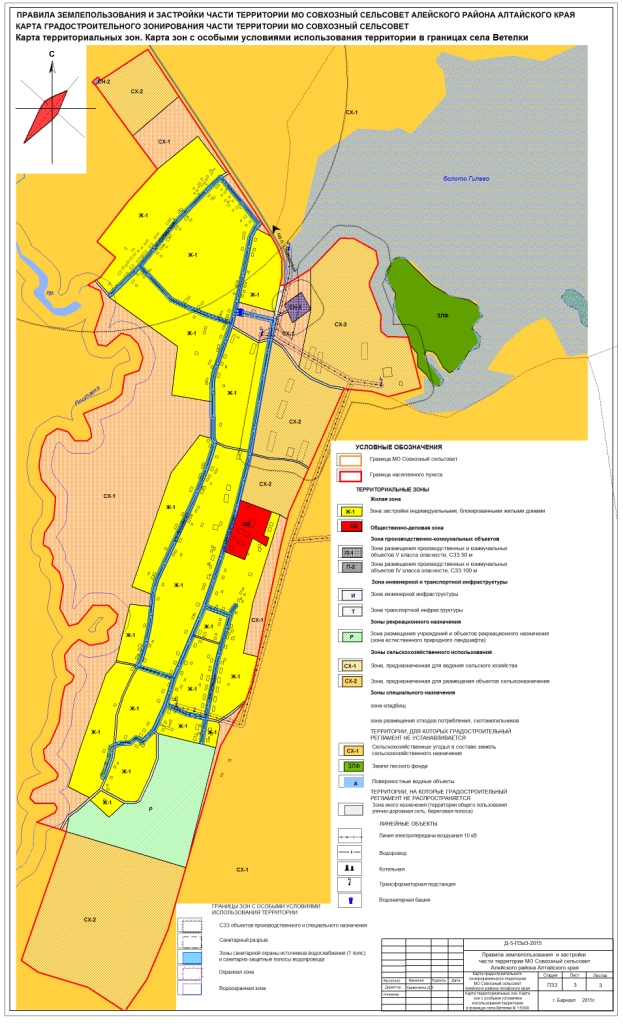 ПРАВИЛА ЗЕМЛЕПОЛЬЗОВАНИЯ И ЗАСТРОЙКИ ЧАСТИ ТЕРРИТОРИИ МО СОВХОЗНЫЙ СЕЛЬСОВЕТ АЛЕЙСКОГО РАЙОНА АЛТАЙСКОГО КРАЯ
КАРТА ГРАДОСТРОИТЕЛЬНОГО ЗОНИРОВАНИЯ ТЕРРИТОРИИ МО СОВХОЗНЫЙ СЕЛЬСОВЕТ
Карта территориальных зон. Карта зон с особыми условиями использования территории в границах села Ветелки
С
СН-2
СХ-2
СХ-1
СХ-1
болота Гилево
Ж-1
Ж-1
ЗЛФ
пр.
СХ-2
СХ-2
Ж-1
Ж-1
СХ-2
СХ-1
СХ-2
Ж-1
Ж-1
СХ-1
Ж-1
Ж-1
Ж-1
Ж-1
Ж-1
Ж-1
Ж-1
Ж-1
Ж-1
Р
СХ-1
СХ-2
УСЛОВНЫЕ ОБОЗНАЧЕНИЯ
Граница МО Совхозный сельсовет
Граница населенного пункта
ТЕРРИТОРИАЛЬНЫЕ ЗОНЫ
Жилая зона
Ж-1 Зона застройки индивидуальными, блокированными жилыми домами
Общественно-деловая зона
Зона производственно-коммунальных объектов
П-1 Зона размещения производственных и коммунальных
объектов V класса опасности, СЗЗ 50 м
П-2 Зона размещения производственных и коммунальных
объектов IV класса опасности, СЗЗ 100 м
Зона инженерной и транспортной инфраструктуры
И Зона инженерной инфраструктуры
Т Зона транспортной инфраструктуры
Зоны рекреационного назначения
Р Зона размещения учреждений и объектов рекреационного назначения
(зона естественного природного ландшафта)
Зоны сельскохозяйственного использования
СХ-1 Зона, предназначенная для ведения сельского хозяйства
СХ-2 Зона, предназначенная для размещения объектов сельхозназначения
Зоны специального назначения
зона кладбищ
зона размещения отходов потребления, скотомогильников
ТЕРРИТОРИИ, ДЛЯ КОТОРЫХ ГРАДОСТРОИТЕЛЬНЫЙ
РЕГЛАМЕНТ НЕ УСТАНАВЛИВАЕТСЯ
СХ-1 Сельскохозяйственные угодья в составе земель
сельскохозяйственного назначения
ЗЛФ Земли лесного фонда
А Поверхностные водные объекты
ТЕРРИТОРИИ, НА КОТОРЫЕ ГРАДОСТРОИТЕЛЬНЫЙ
РЕГЛАМЕНТ НЕ РАСПРОСТРАНЯЕТСЯ
Зона иного назначения (территории общего пользования
улично-дорожная сеть, береговая полоса)
ЛИНЕЙНЫЕ ОБЪЕКТЫ
Линия электропередачи воздушная 10 кВ
Водопровод
Котельная
Трансформаторная подстанция
Водонапорная башня
ГРАНИЦЫ ЗОН С ОСОБЫМИ УСЛОВИЯМИ
ИСПОЛЬЗОВАНИЯ ТЕРРИТОРИИ
СЗЗ объектов производственного и специального назначения
Санитарный разрыв
Зоны санитарной охраны источников водоснабжения (1 пояс)
и санитарно-защитные полосы водопровода
Охранная зона
Водоохранная зона
Д-5-ПЗиЗ-2015
Правила землепользования и застройки
части территории МО Совхозный сельсовет
Алейского района Алтайского края
Стадия Лист Листов
ПЗЗ 3 3
г. Барнаул 2015г